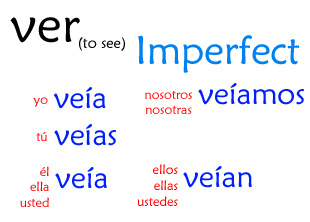 ver (to see)
Imperfect
yo veía
tú veías
él
ella
usted
veía
nosotros
nosotras
veíamos
ellos
ellas
ustedes
veían